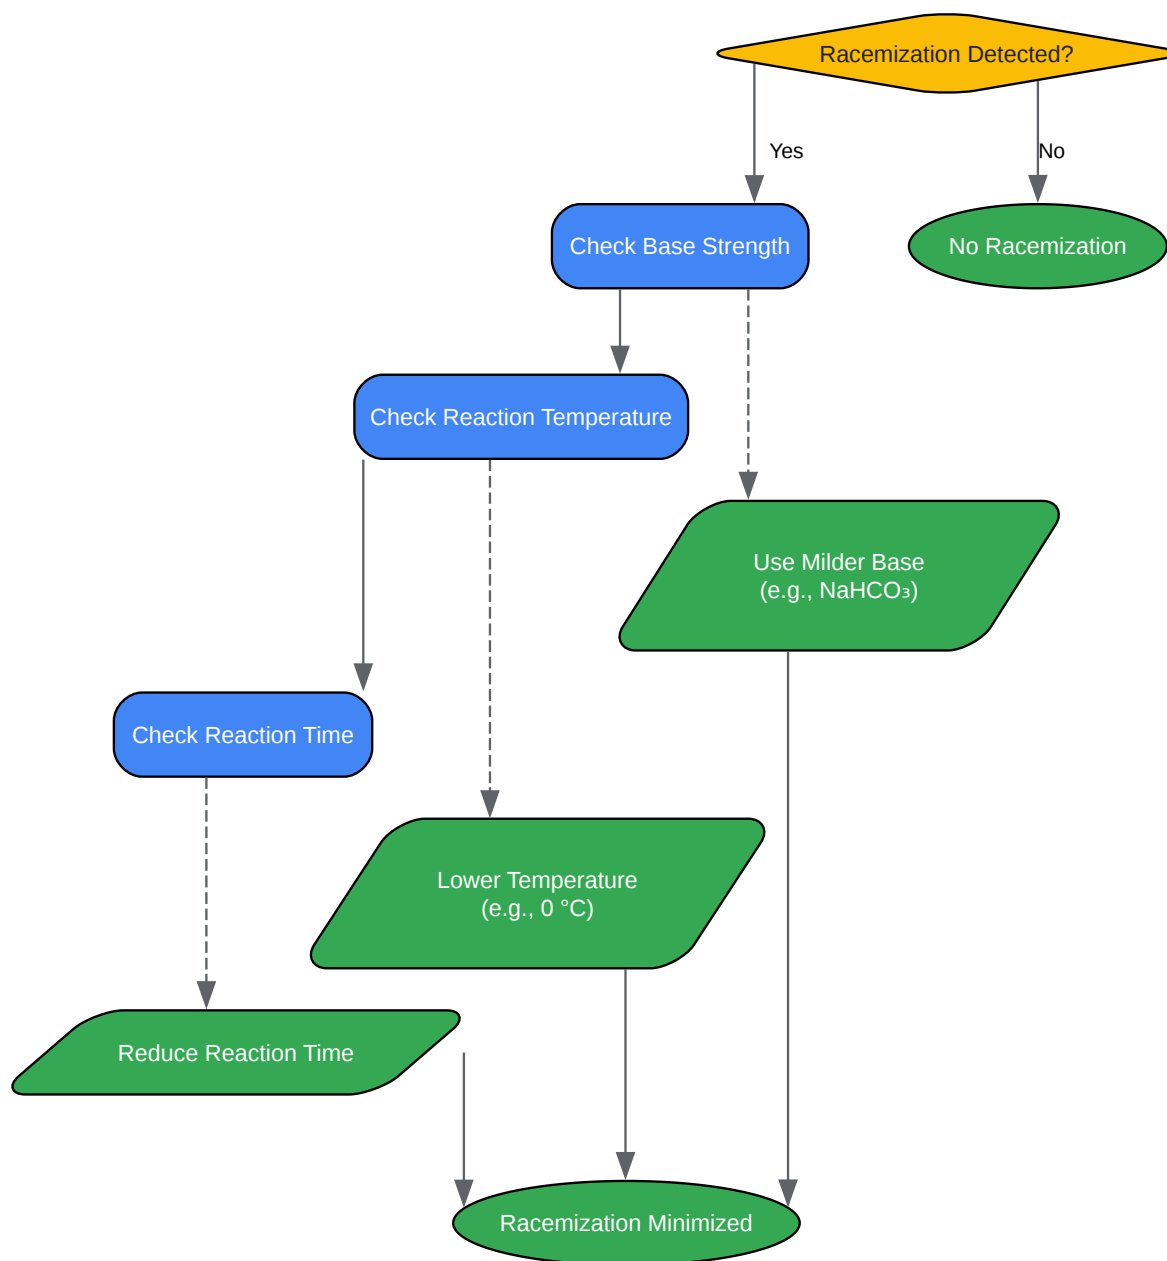 Racemization Detected?
Yes
No
Check Base Strength
No Racemization
Check Reaction Temperature
Use Milder Base
(e.g., NaHCO₃)
Check Reaction Time
Lower Temperature
(e.g., 0 °C)
Reduce Reaction Time
Racemization Minimized